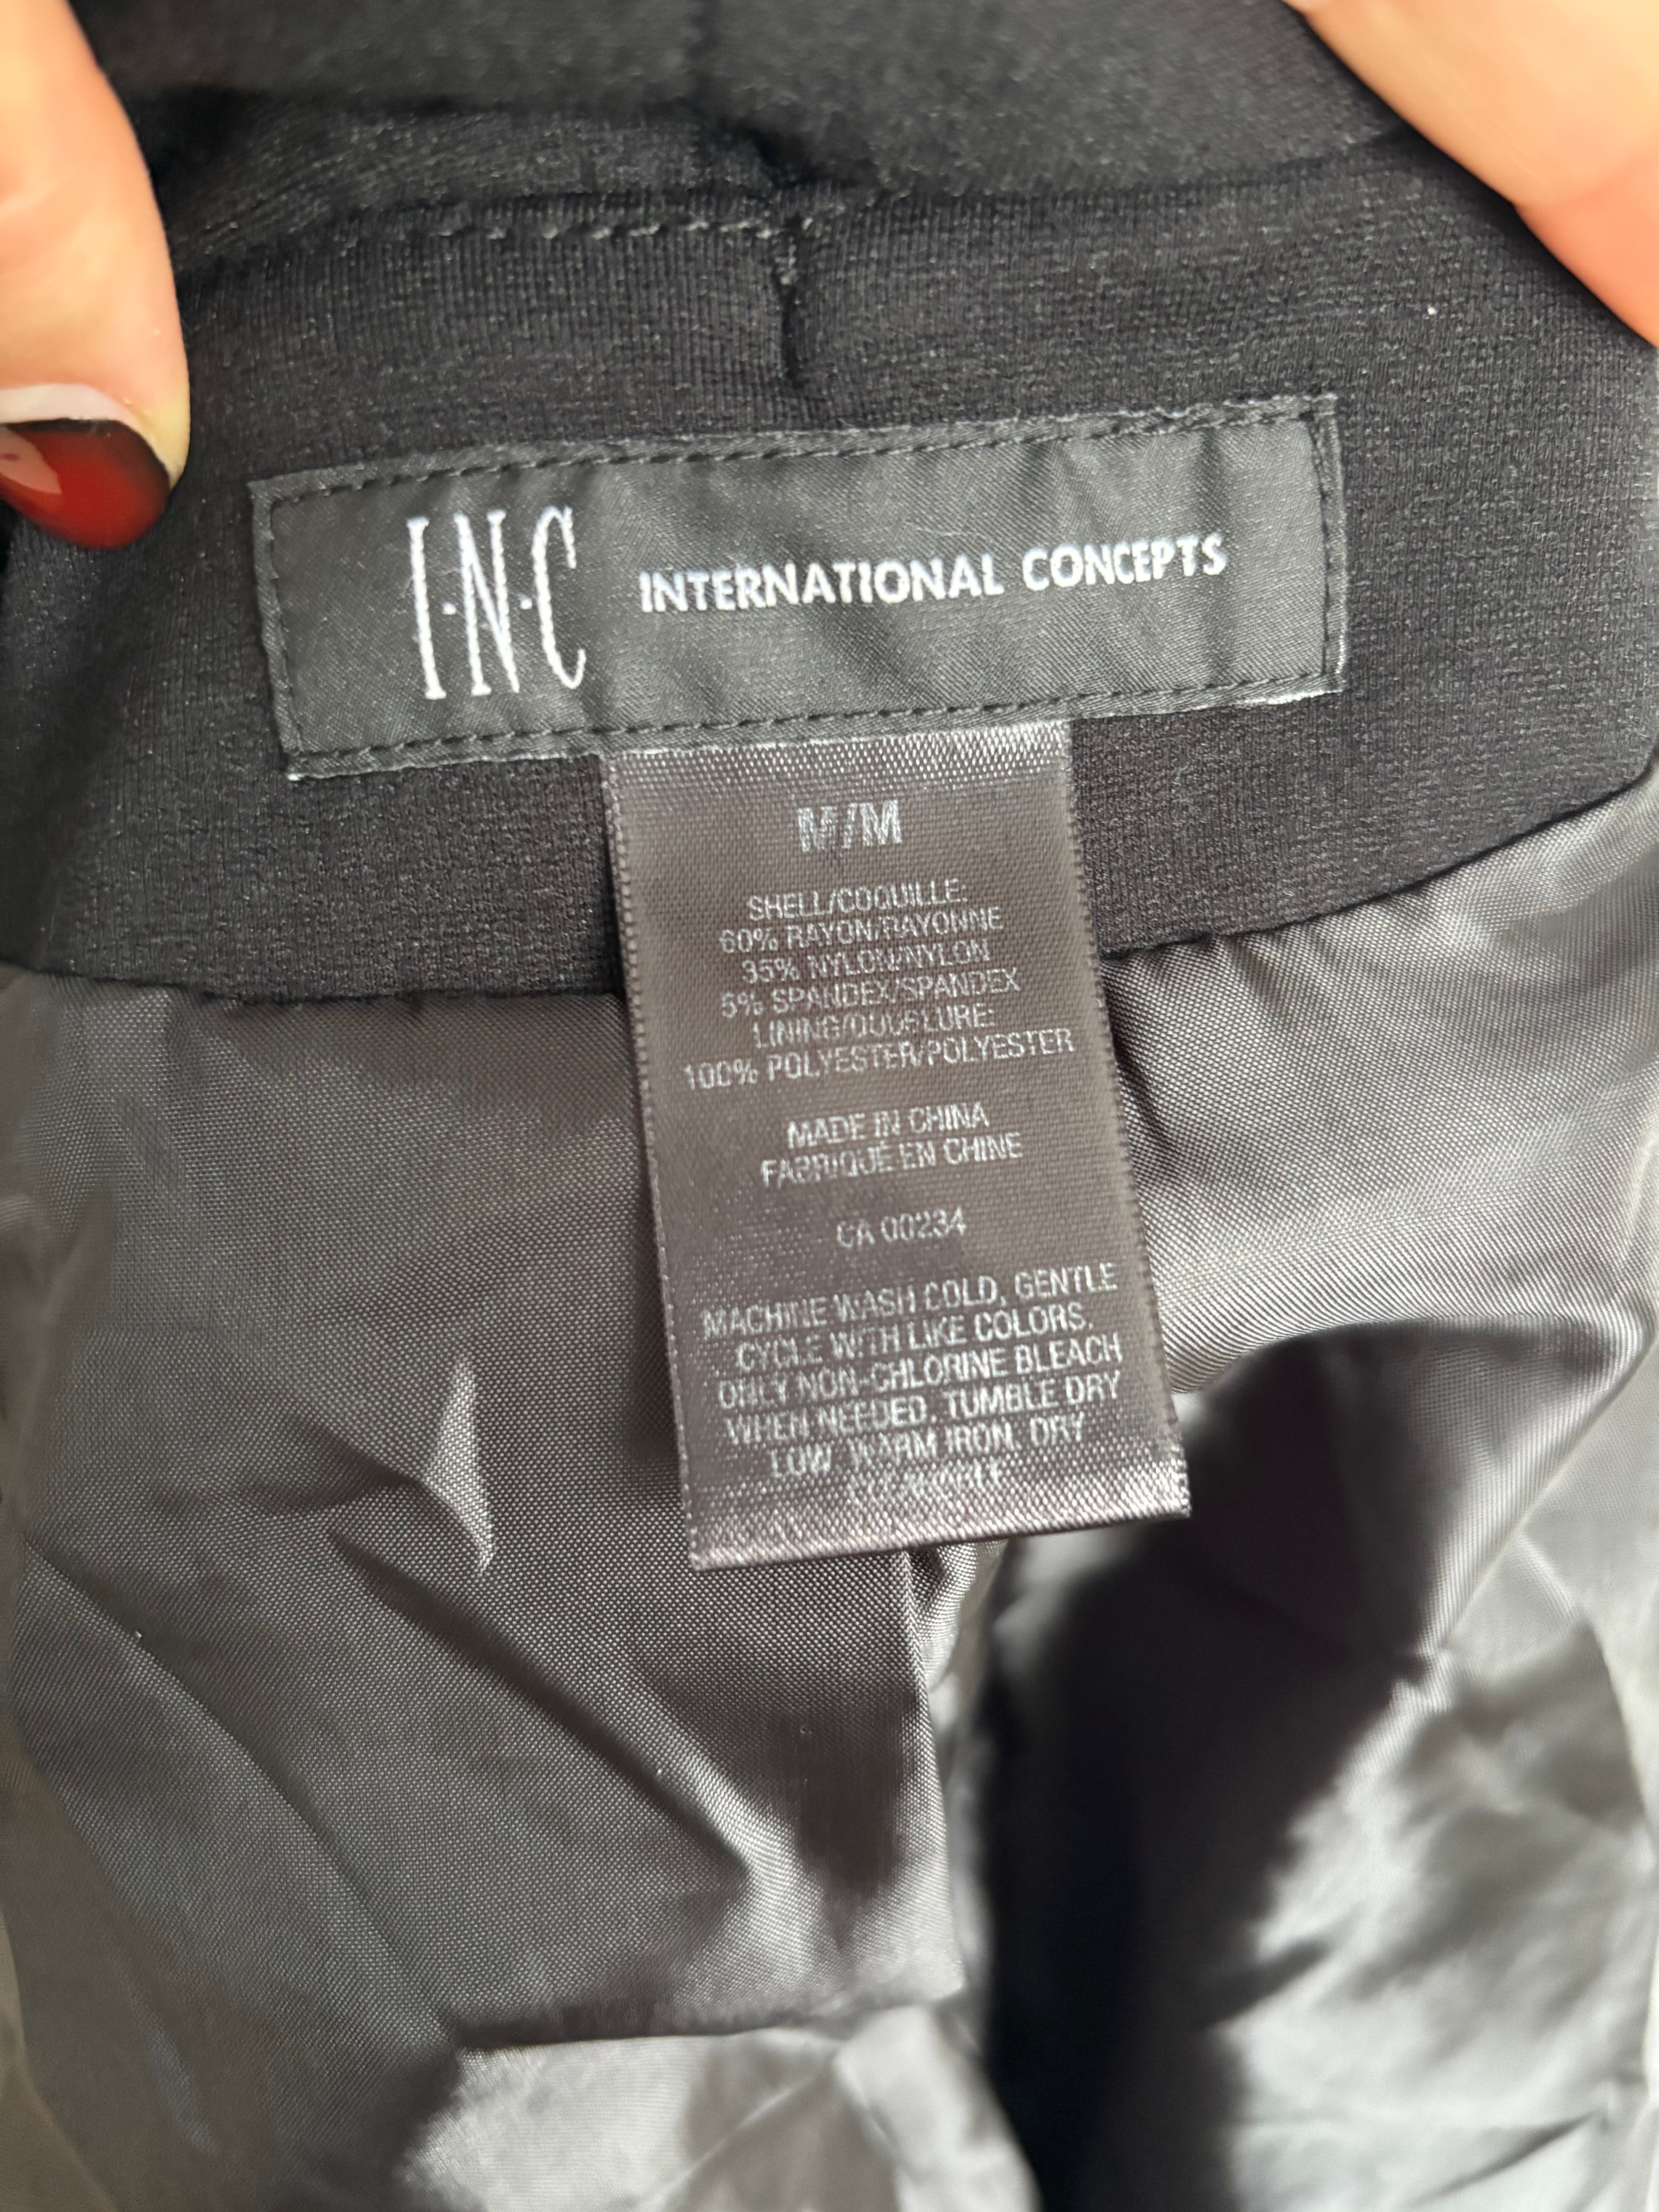 I·N·C INTERNATIONAL CONCEPTS
M/M
SHELL/COQUILLE:
60% RAYON/RAYONNE
35% NYLON/NYLON
5% SPANDEX/SPANDEX
LINING/DOUBLURE:
100% POLYESTER/POLYESTER
MADE IN CHINA
FABRIQUÉ EN CHINE
CA 00234
MACHINE WASH COLD, GENTLE
CYCLE WITH LIKE COLORS.
ONLY NON-CHLORINE BLEACH
WHEN NEEDED. TUMBLE DRY
LOW. WARM IRON. DRY
CLEANABLE